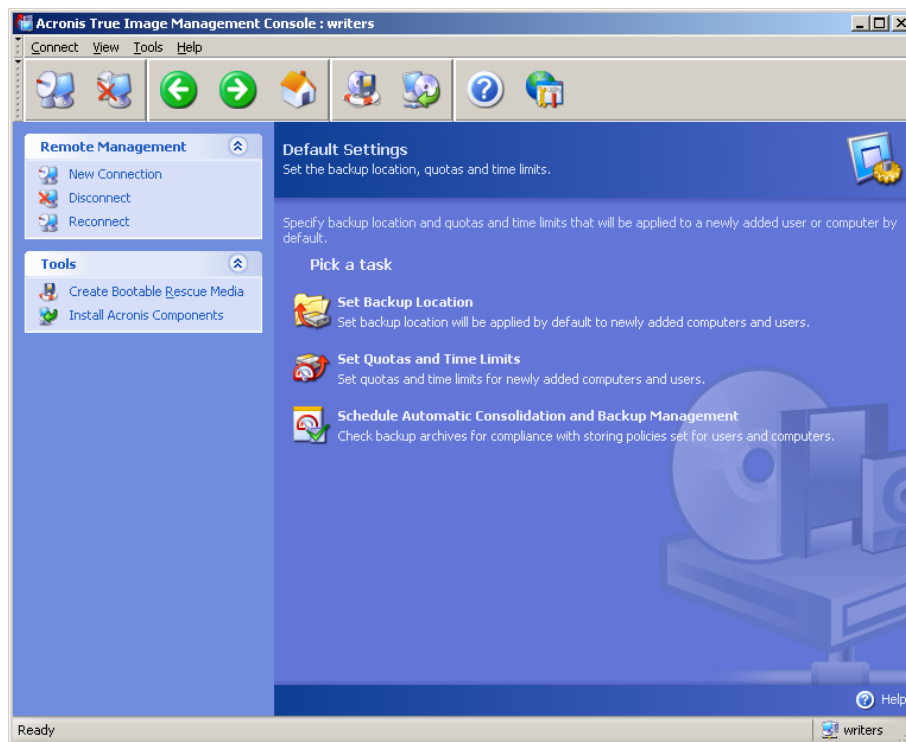 Acronis True Image Management Console : writers
Connect View Tools Help
Remote Management
New Connection
Disconnect
Reconnect
Tools
Create Bootable Rescue Media
Install Acronis Components
Default Settings
Set the backup location, quotas and time limits.
Specify backup location and quotas and time limits that will be applied to a newly added user or computer by
default.
Pick a task
Set Backup Location
Set backup location will be applied by default to newly added computers and users.
Set Quotas and Time Limits
Set quotas and time limits for newly added computers and users.
Schedule Automatic Consolidation and Backup Management
Check backup archives for compliance with storing policies set for users and computers.
Help
Ready
writers